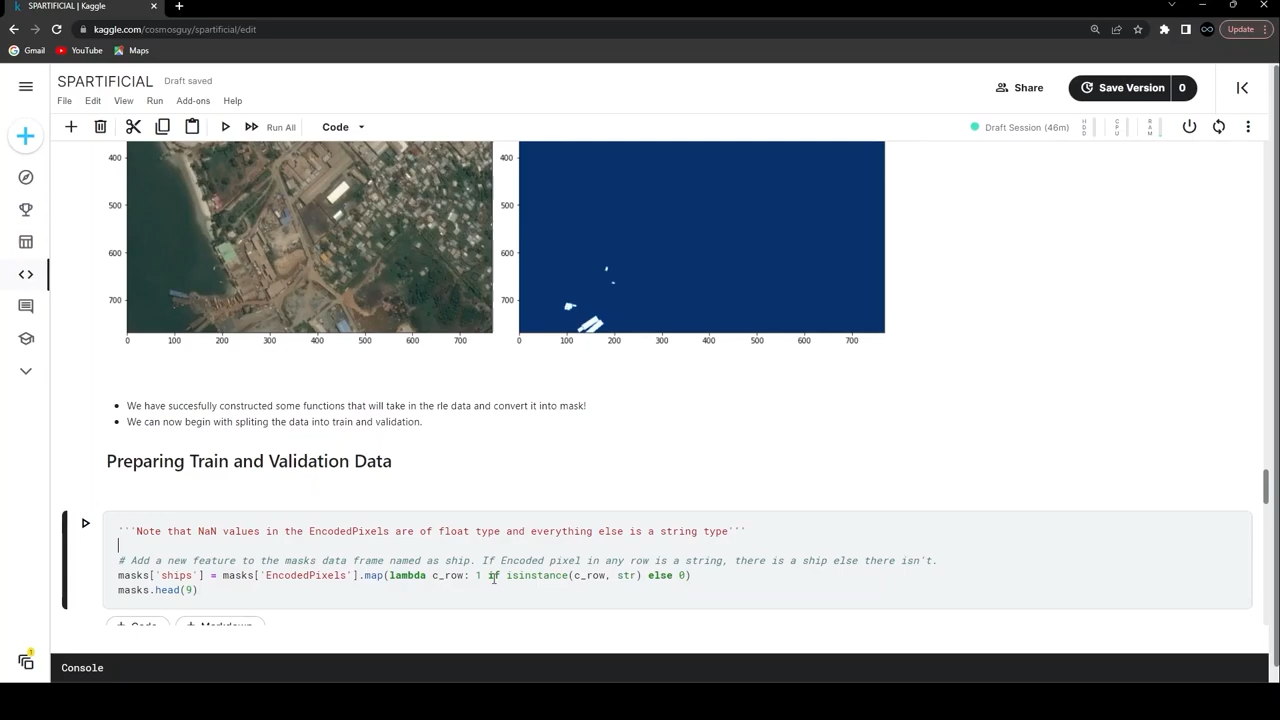 SPARTIFICIAL | Kaggle
kaggle.com/cosmosguy/spartificial/edit
Update
Gmail YouTube Maps
SPARTIFICIAL Draft saved
File Edit View Run Add-ons Help
Share
Save Version 0
Run All Code
Draft Session (46m)
HDD
CPU
RAM
400
500
600
700
0 100 200 300 400 500 600 700
400
500
600
700
0 100 200 300 400 500 600 700
We have succesfully constructed some functions that will take in the rle data and convert it into mask!
We can now begin with spliting the data into train and validation.
Preparing Train and Validation Data
'''Note that NaN values in the EncodedPixels are of float type and everything else is a string type'''
# Add a new feature to the masks data frame named as ship. If Encoded pixel in any row is a string, there is a ship else there isn't.
masks['ships'] = masks['EncodedPixels'].map(lambda c_row: 1 if isinstance(c_row, str) else 0)
masks.head(9)
+ Code + Markdown
1
Console